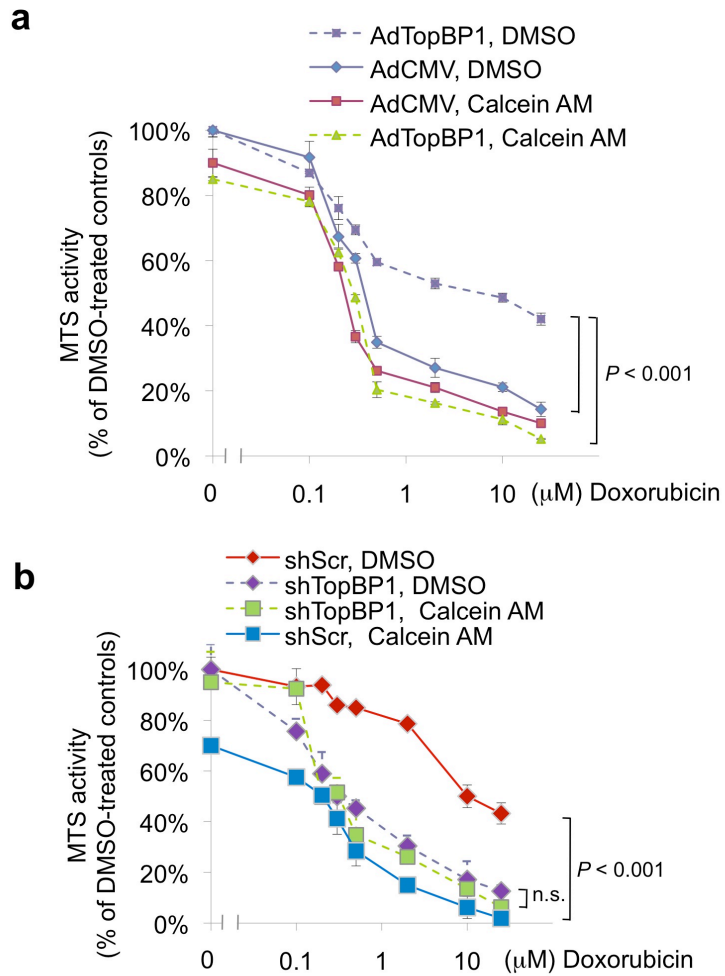 a
AdTopBP1, DMSO
AdCMV, DMSO
AdCMV, Calcein AM
AdTopBP1, Calcein AM
MTS activity
(% of DMSO-treated controls)
100%
80%
60%
40%
20%
0%
P < 0.001
0 0.1 1 10 (μM) Doxorubicin
b
shScr, DMSO
shTopBP1, DMSO
shTopBP1, Calcein AM
shScr, Calcein AM
MTS activity
(% of DMSO-treated controls)
100%
80%
60%
40%
20%
0%
P < 0.001
n.s.
0 0.1 1 10 (μM) Doxorubicin